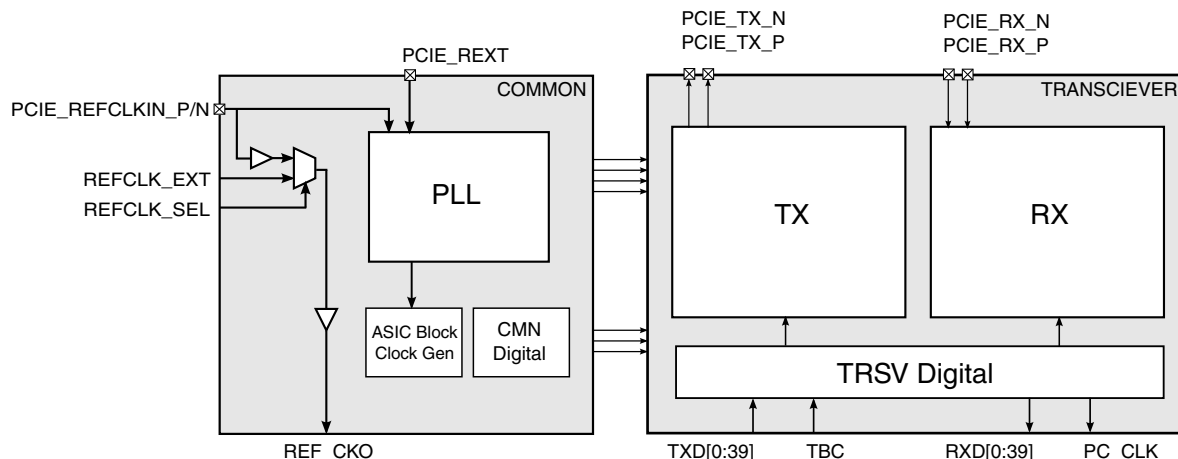 PCIE_TX_N
PCIE_TX_P
PCIE_RX_N
PCIE_RX_P
PCIE_REXT
COMMON
TRANSCIEVER
PCIE_REFCLKIN_P/N
REFCLK_EXT
REFCLK_SEL
PLL
TX
RX
ASIC Block
Clock Gen
CMN
Digital
TRSV Digital
REF_CKO
TXD[0:39]
TBC
RXD[0:39]
PC_CLK